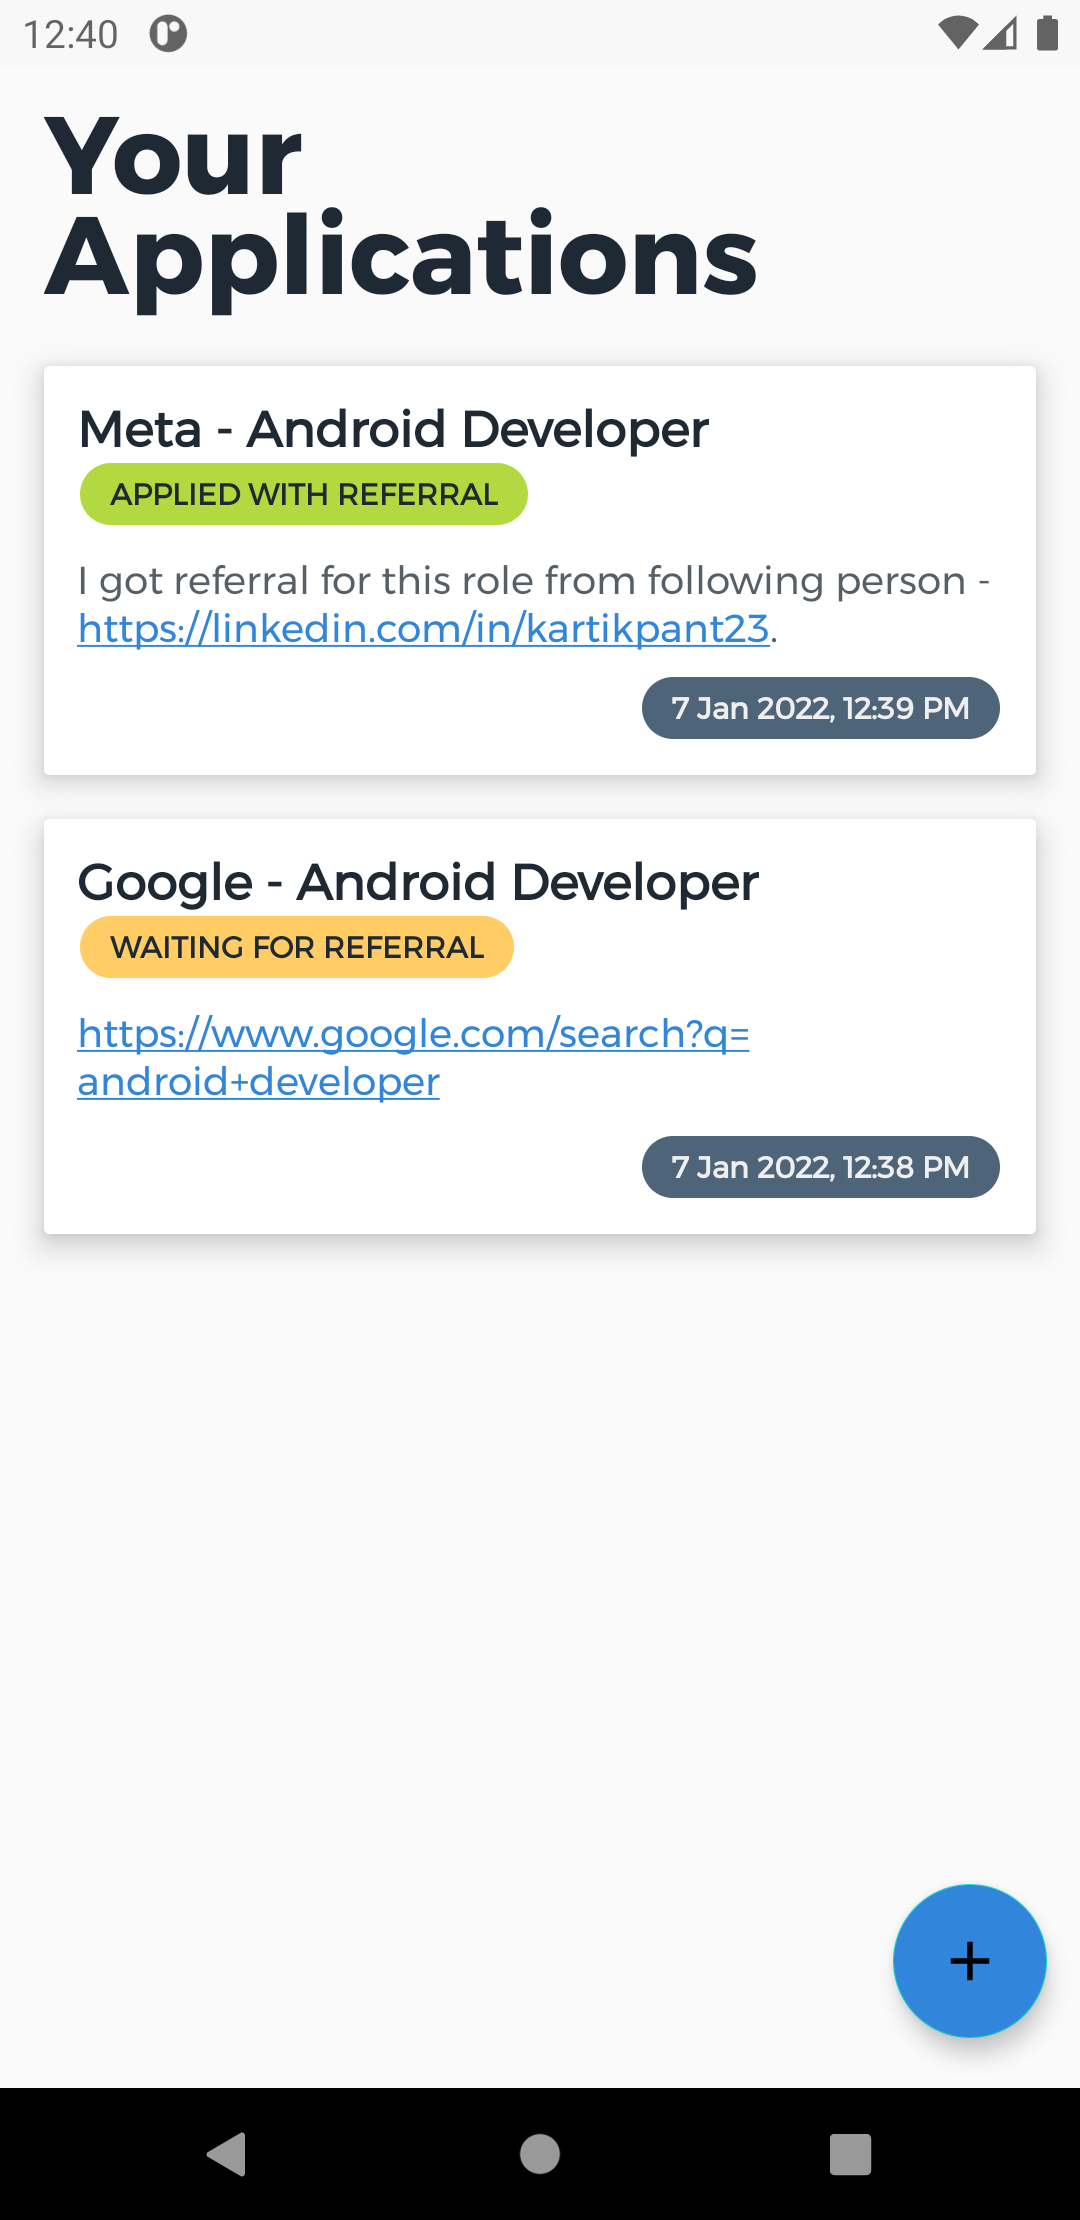 12:40
Your
Applications
Meta - Android Developer
APPLIED WITH REFERRAL
I got referral for this role from following person -
https://linkedin.com/in/kartikpant23.
7 Jan 2022, 12:39 PM
Google - Android Developer
WAITING FOR REFERRAL
https://www.google.com/search?q=
android+developer
7 Jan 2022, 12:38 PM
+